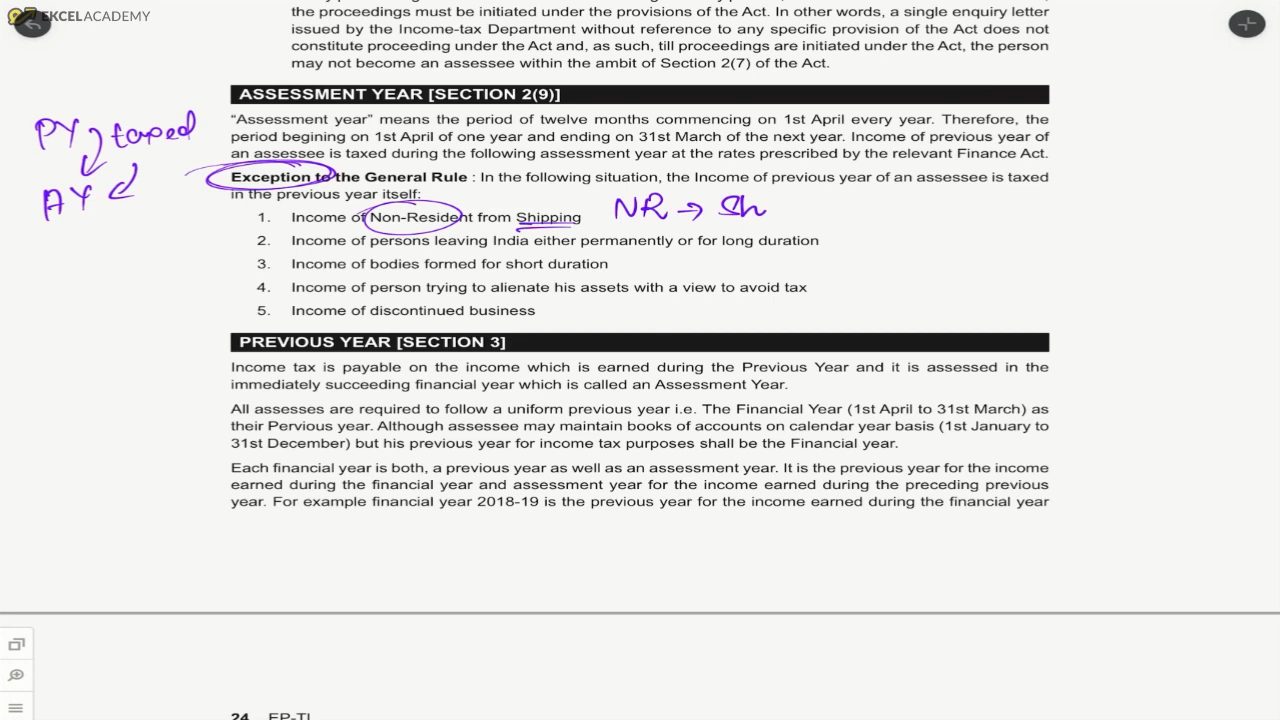 EKCELACADEMY
the proceedings must be initiated under the provisions of the Act. In other words, a single enquiry letter
issued by the Income-tax Department without reference to any specific provision of the Act does not
constitute proceeding under the Act and, as such, till proceedings are initiated under the Act, the person
may not become an assessee within the ambit of Section 2(7) of the Act.
ASSESSMENT YEAR [SECTION 2(9)]
PY taxed
AY
“Assessment year” means the period of twelve months commencing on 1st April every year. Therefore, the
period begining on 1st April of one year and ending on 31st March of the next year. Income of previous year of
an assessee is taxed during the following assessment year at the rates prescribed by the relevant Finance Act.
Exception to the General Rule : In the following situation, the Income of previous year of an assessee is taxed
in the previous year itself:
1. Income of Non-Resident from Shipping NR → Sh
2. Income of persons leaving India either permanently or for long duration
3. Income of bodies formed for short duration
4. Income of person trying to alienate his assets with a view to avoid tax
5. Income of discontinued business
PREVIOUS YEAR [SECTION 3]
Income tax is payable on the income which is earned during the Previous Year and it is assessed in the
immediately succeeding financial year which is called an Assessment Year.
All assesses are required to follow a uniform previous year i.e. The Financial Year (1st April to 31st March) as
their Pervious year. Although assessee may maintain books of accounts on calendar year basis (1st January to
31st December) but his previous year for income tax purposes shall be the Financial year.
Each financial year is both, a previous year as well as an assessment year. It is the previous year for the income
earned during the financial year and assessment year for the income earned during the preceding previous
year. For example financial year 2018-19 is the previous year for the income earned during the financial year
24 EP-TL